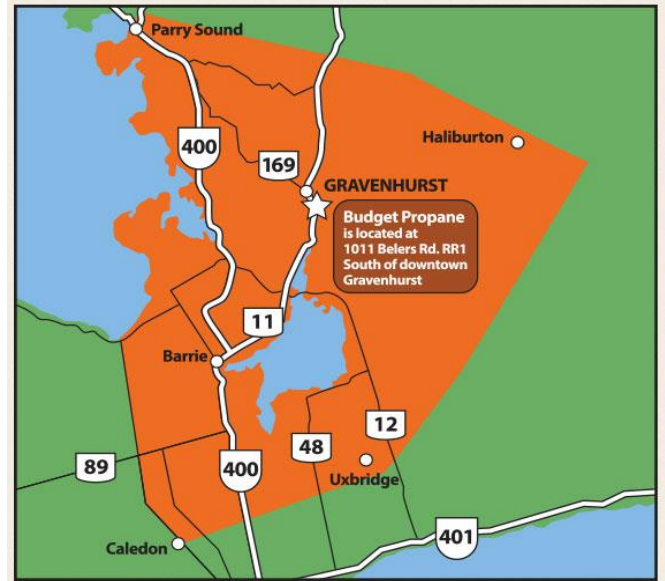 Parry Sound
400
Haliburton
169
GRAVENHURST
Budget Propane
is located at
1011 Belers Rd. RR1
South of downtown
Gravenhurst
11
Barrie
12
48
89
400
Uxbridge
401
Caledon